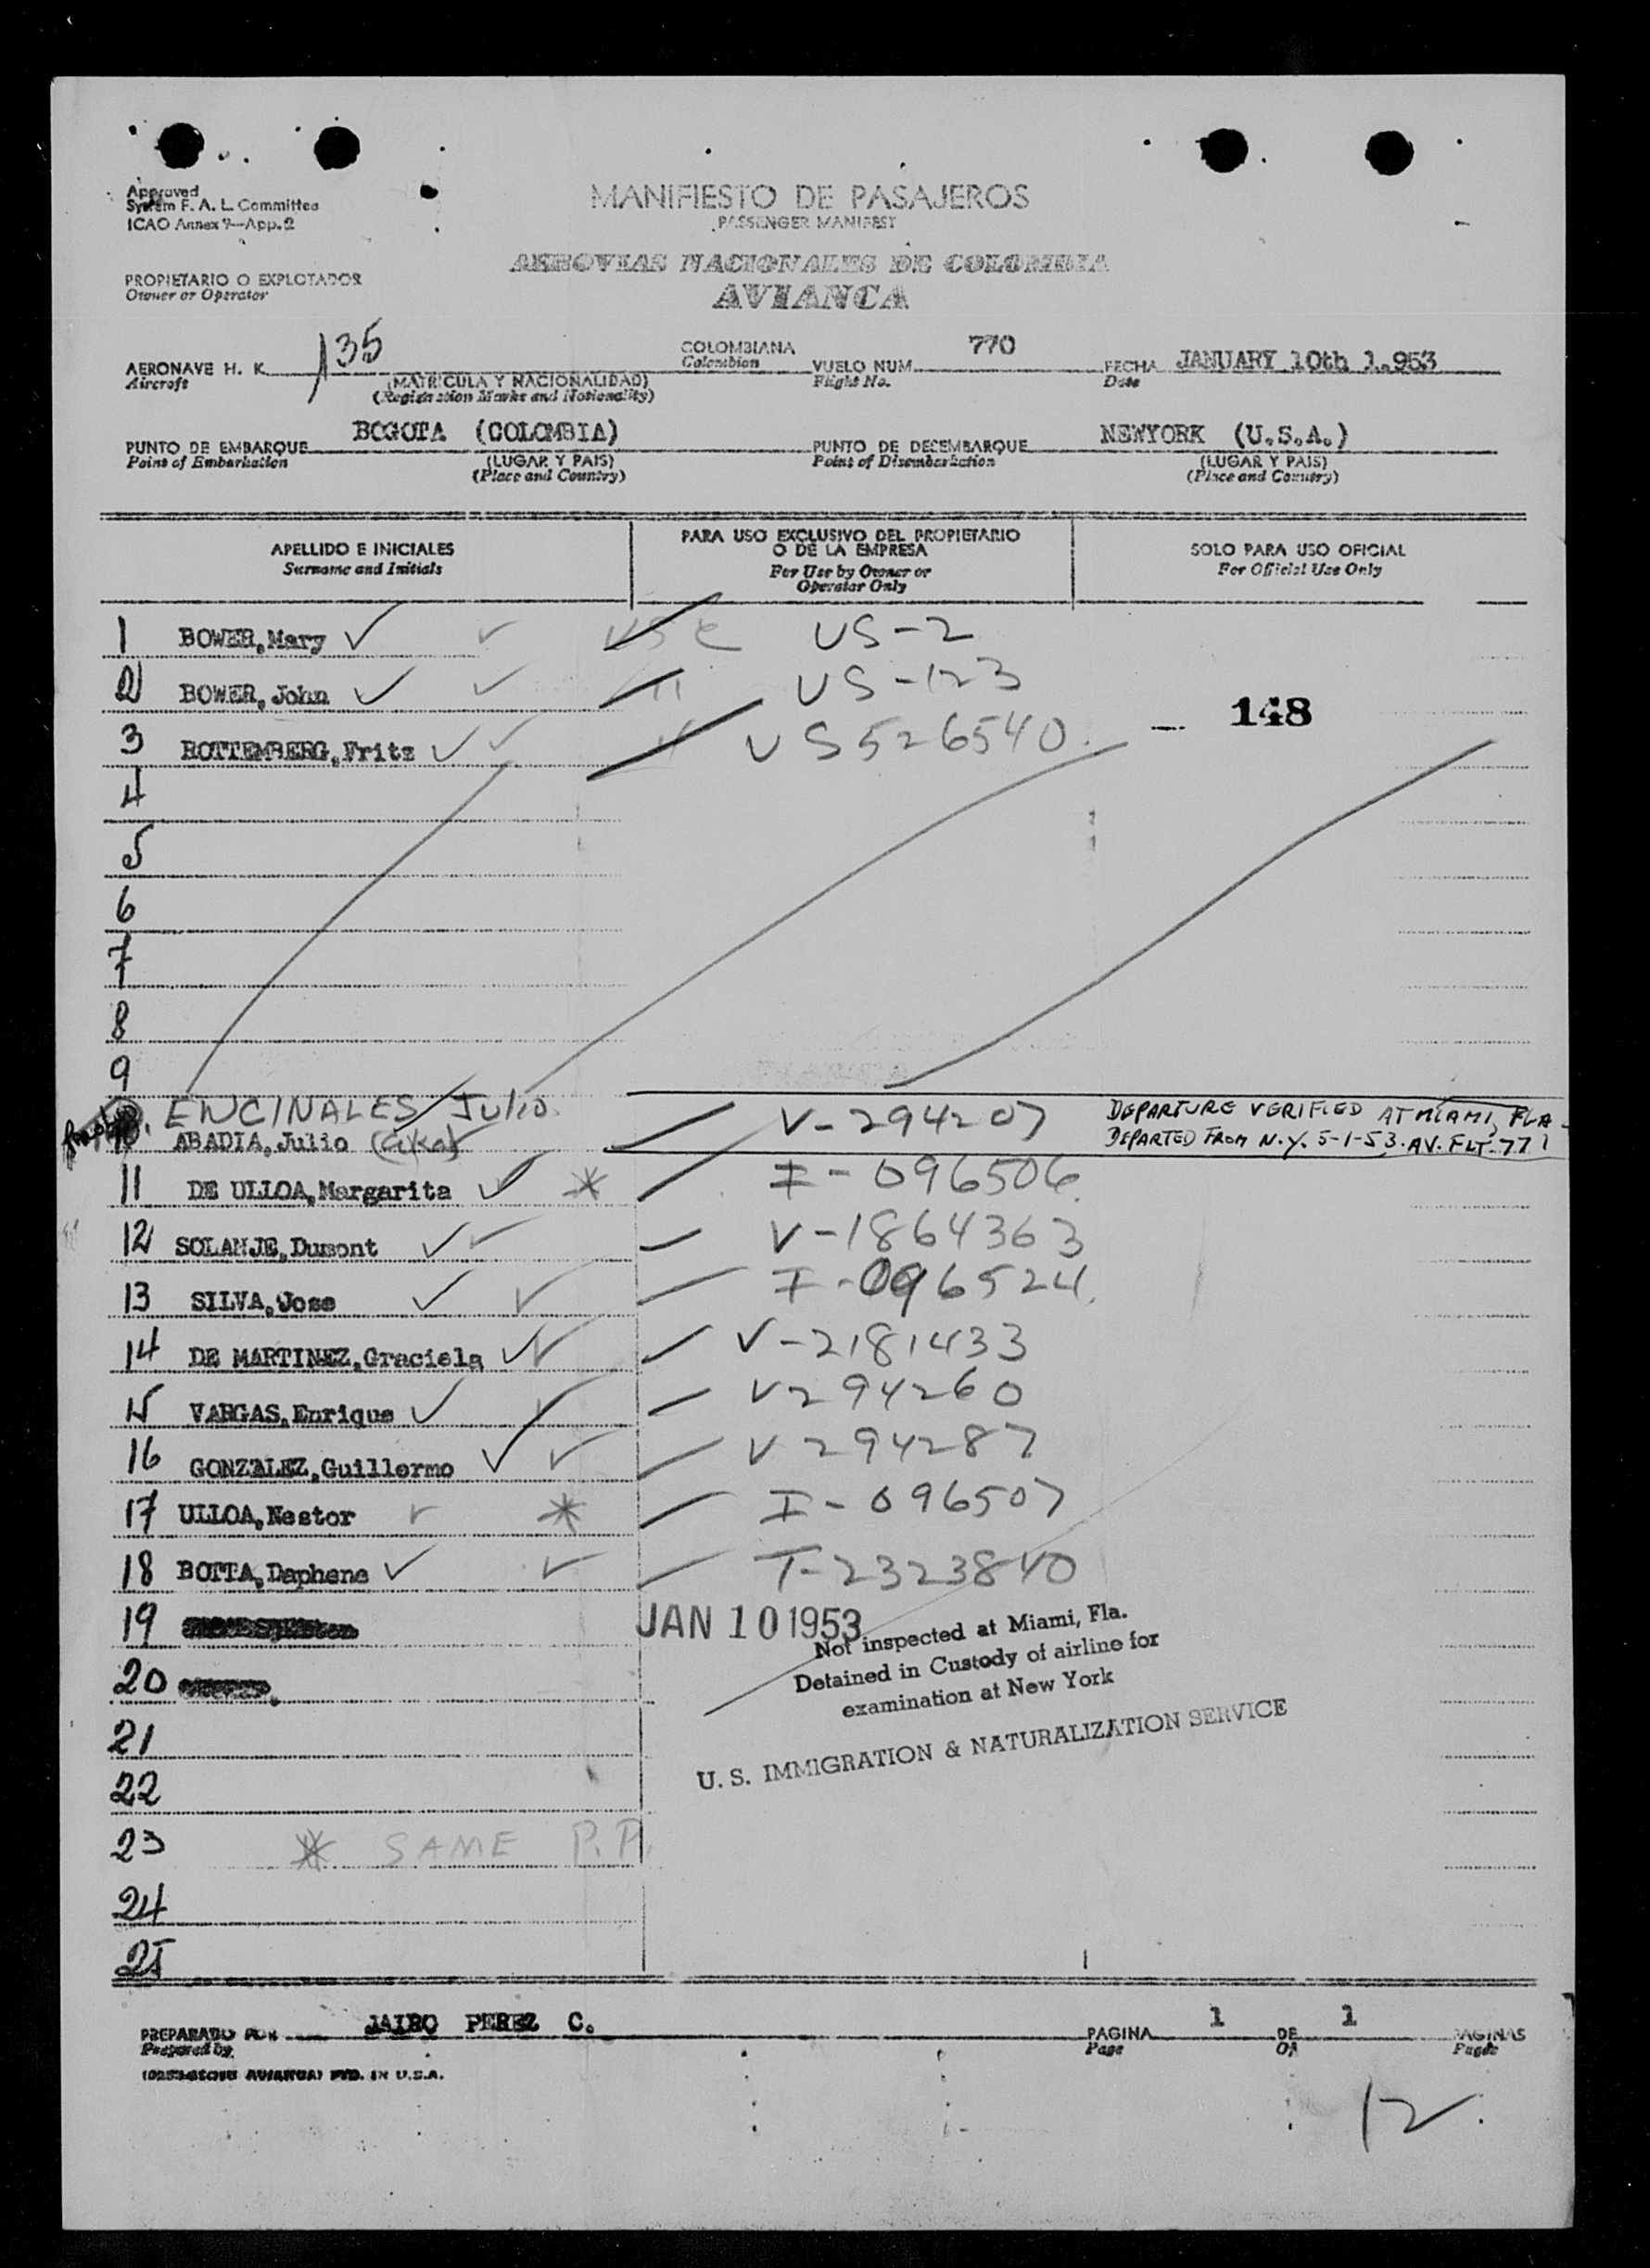 Approved
System F. A. L. Committee
ICAO Annex 9—App. 2
MANIFIESTO DE PASAJEROS
PASSENGER MANIFEST
PROPIETARIO O EXPLOTADOR
Owner or Operator
AEROVIAS NACIONALES DE COLOMBIA
AVIANCA
AERONAVE H. K. 135 COLOMBIANA VUELO NUM. 770 FECHA JANUARY 10th 1.953
Aircraft (MATRICULA Y NACIONALIDAD) Colombian Flight No. Date
(Registration Marks and Nationality)
PUNTO DE EMBARQUE BOGOTA (COLOMBIA) PUNTO DE DESEMBARQUE NEWYORK (U.S.A.)
Point of Embarkation (LUGAR Y PAIS) Point of Disembarkation (LUGAR Y PAIS)
(Place and Country) (Place and Country)
APELLIDO E INICIALES
Surname and Initials
PARA USO EXCLUSIVO DEL PROPIETARIO
O DE LA EMPRESA
For Use by Owner or
Operator Only
SOLO PARA USO OFICIAL
For Official Use Only
1 BOWER,Mary USC US-2
2 BOWER,John " US-123
148
3 ROTTEMBERG,Fritz " US526540.
4
5
6
7
8
9
ENCINALES, Julio. V-294207 DEPARTURE VERIFIED AT MIAMI, FLA-
ABADIA,Julio (a.k.a) DEPARTED FROM N.Y. 5-1-53. AV. FLT-771
11 DE ULLOA,Margarita * I-096506.
12 SOLANJE,Dumont V-1864363
13 SILVA,Jose I-096524.
14 DE MARTINEZ,Graciela V-2181433
15 VARGAS,Enrique V294260
16 GONZALEZ,Guillermo V294287
17 ULLOA,Nestor * I-096507
18 BOTTA,Daphene T-2323840
19 JAN 10 1953
Not inspected at Miami, Fla.
Detained in Custody of airline for
examination at New York
20
U. S. IMMIGRATION & NATURALIZATION SERVICE
21
22
23 * SAME P.P.
24
25
PREPARADO POR JAIRO PEREZ C. PAGINA 1 DE 1 PAGINAS
Prepared by Page Of Pages
AVIANCA) PTD. IN U.S.A.
12.